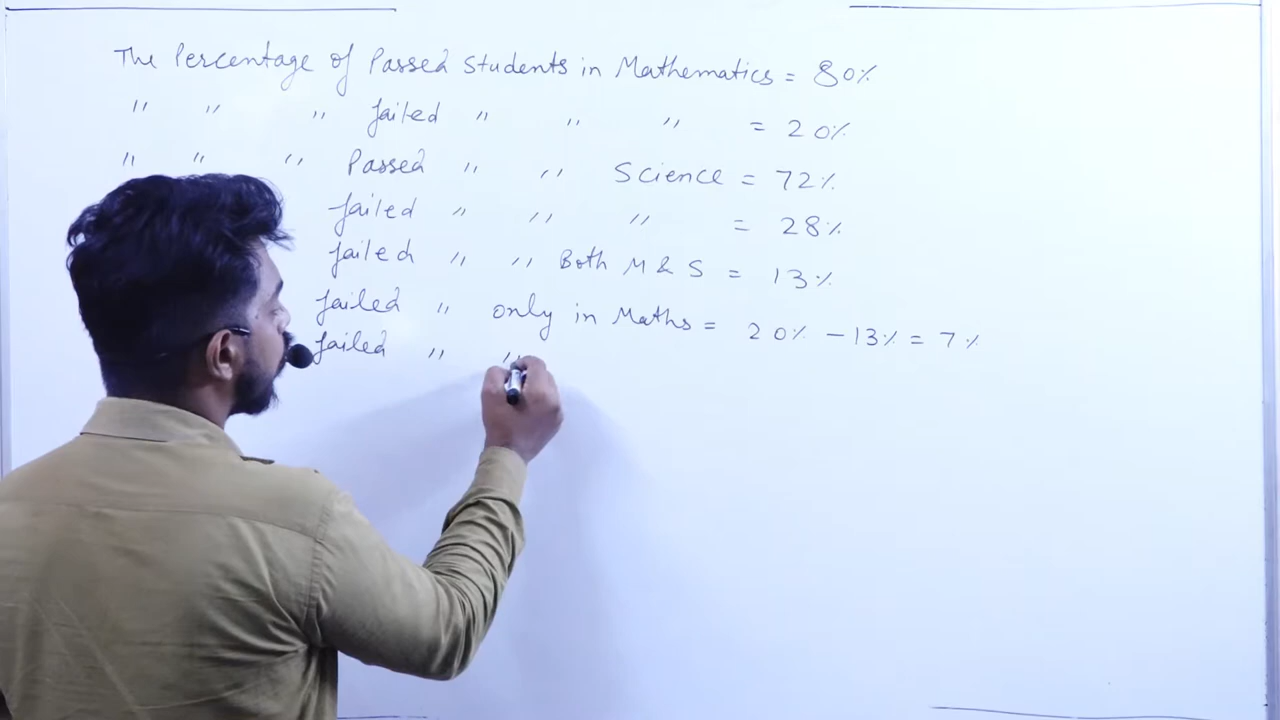 The Percentage of Passed Students in Mathematics = 80%
" " " failed " " " = 20%
" " " Passed " " Science = 72%
failed " " " = 28%
failed " " Both M & S = 13%
failed " only in Maths = 20% - 13% = 7%
failed " "